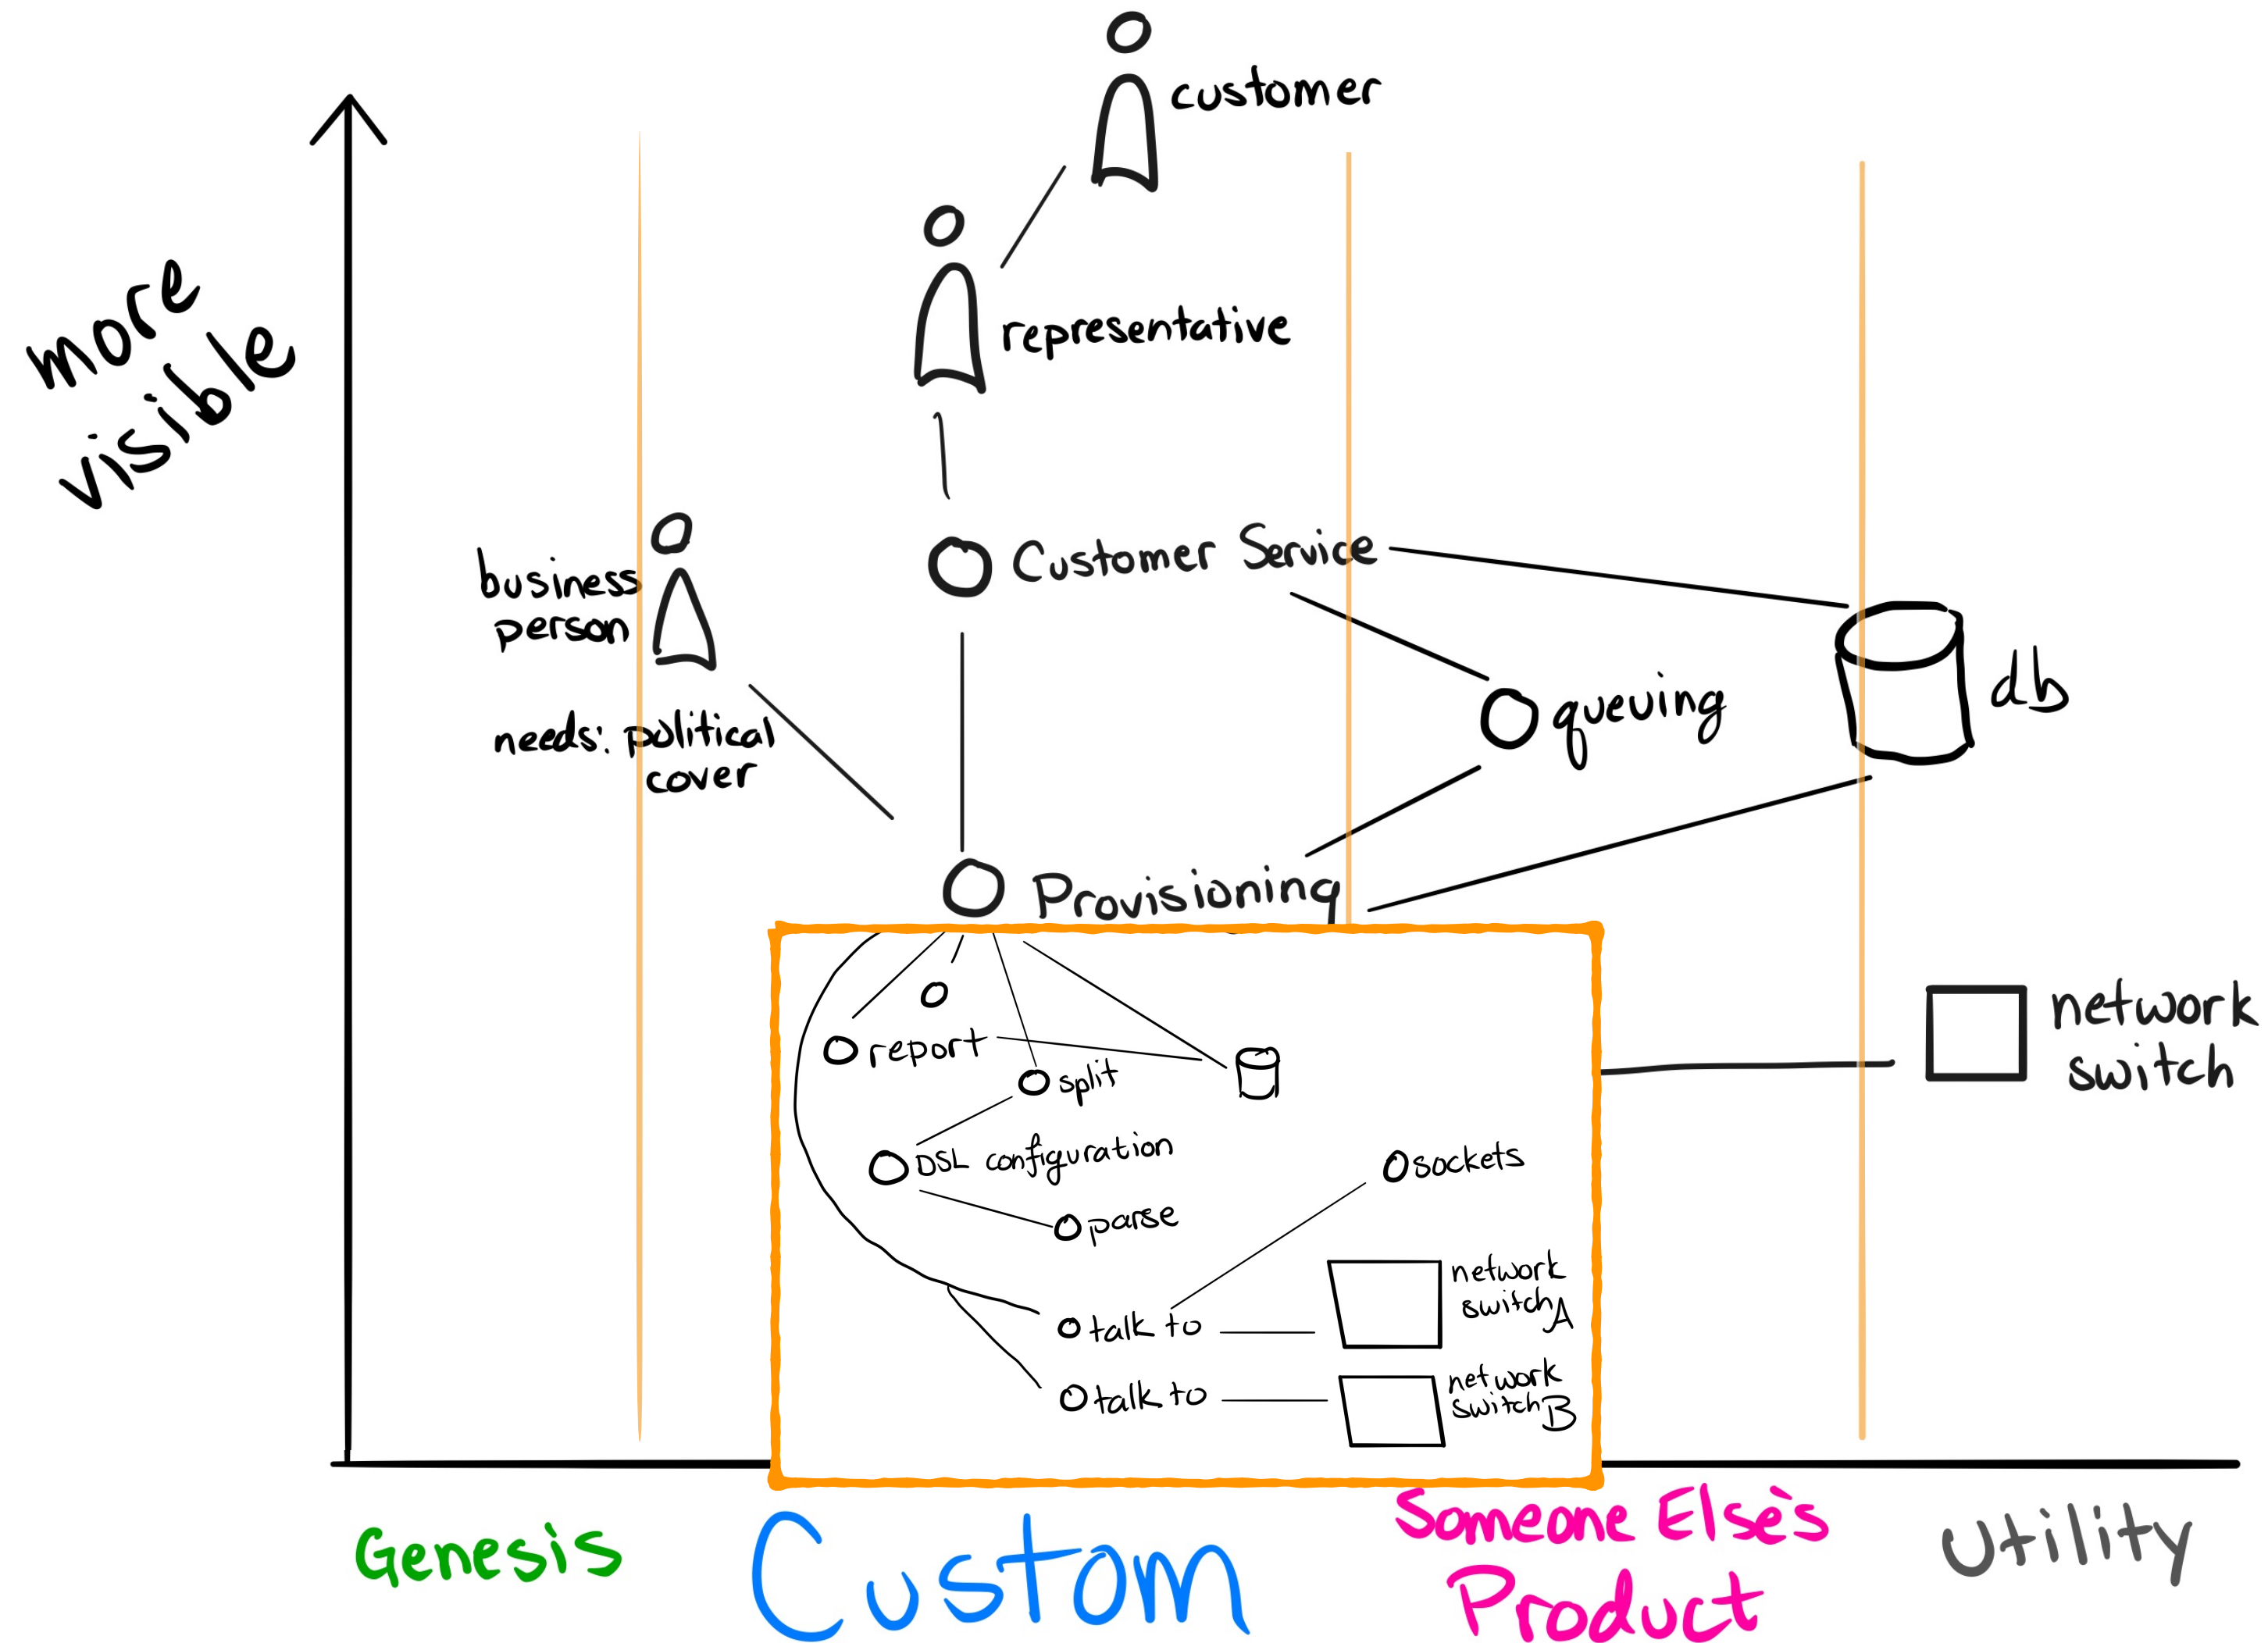 customer
more
visible
representative
business
person
Customer Service
needs: political
cover
queuing
db
Provisioning
network
switch
report
split
DSL configuration
sockets
parse
talk to
network
switch A
talk to
network
switch B
Genesis
Custom
Someone Else's
Product
Utility